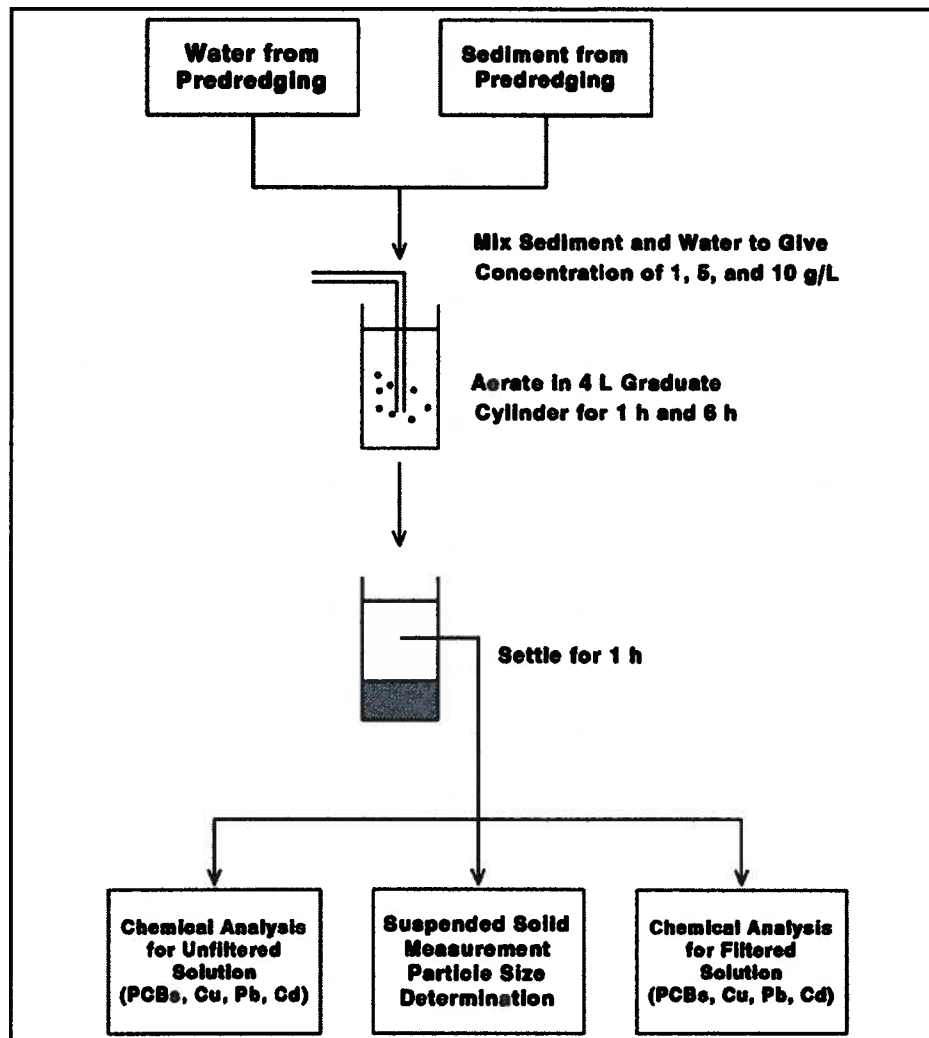 Water from
Predredging
Sediment from
Predredging
Mix Sediment and Water to Give
Concentration of 1, 5, and 10 g/L
Aerate in 4 L Graduate
Cylinder for 1 h and 6 h
Settle for 1 h
Chemical Analysis
for Unfiltered
Solution
(PCBs, Cu, Pb, Cd)
Suspended Solid
Measurement
Particle Size
Determination
Chemical Analysis
for Filtered
Solution
(PCBs, Cu, Pb, Cd)